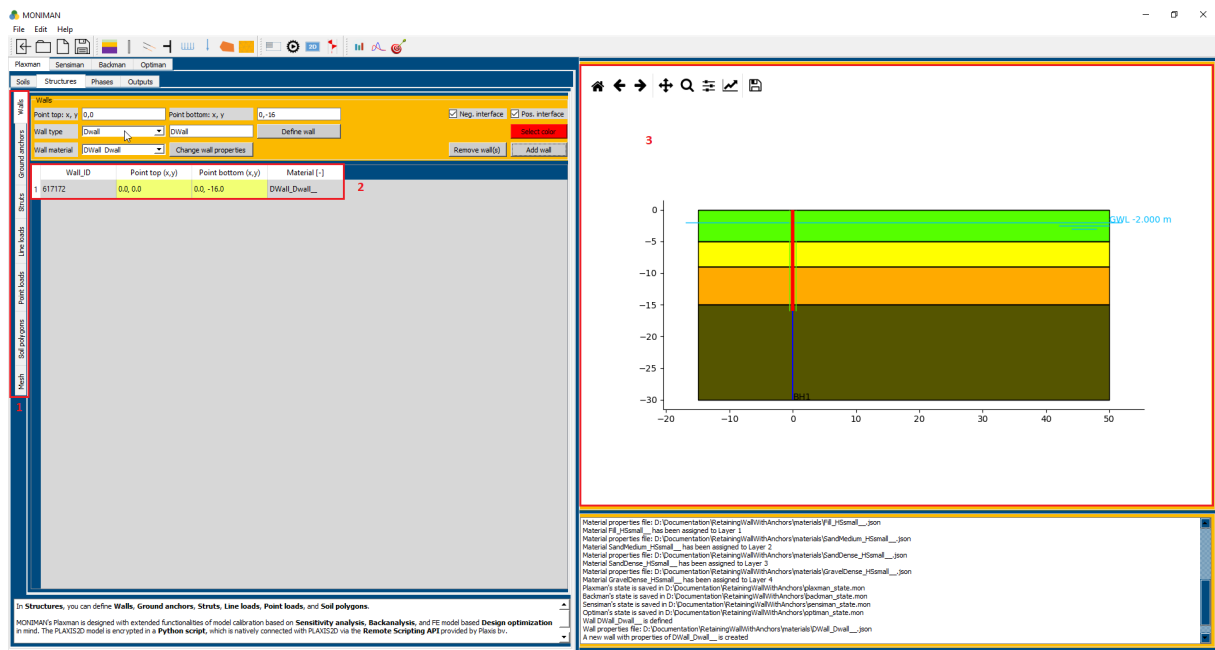 MONIMAN
File Edit Help
Plaxman Sensiman Backman Optiman
Soils Structures Phases Outputs
Walls
Ground anchors
Struts
Line loads
Point loads
Soil polygons
Mesh
1
Walls
Point top: x, y 0,0 Point bottom: x, y 0,-16 Neg. interface Pos. interface
Wall type Dwall DWall Define wall Select color
Wall material DWall_Dwall Change wall properties Remove wall(s) Add wall
Wall_ID Point top (x,y) Point bottom (x,y) Material [-]
1 617172 0.0, 0.0 0.0, -16.0 DWall_Dwall__
2
3
GWL -2.000 m
0
−5
−10
−15
−20
−25
−30
BH1
−20 −10 0 10 20 30 40 50
In Structures, you can define Walls, Ground anchors, Struts, Line loads, Point loads, and Soil polygons.
MONIMAN's Plaxman is designed with extended functionalities of model calibration based on Sensitivity analysis, Backanalysis, and FE model based Design optimization
in mind. The PLAXIS2D model is encrypted in a Python script, which is natively connected with PLAXIS2D via the Remote Scripting API provided by Plaxis bv.
Material properties file: D:\Documentation\RetainingWallWithAnchors\materials\Fill_HSsmall__.json
Material Fill_HSsmall__ has been assigned to Layer 1
Material properties file: D:\Documentation\RetainingWallWithAnchors\materials\SandMedium_HSsmall__.json
Material SandMedium_HSsmall__ has been assigned to Layer 2
Material properties file: D:\Documentation\RetainingWallWithAnchors\materials\SandDense_HSsmall__.json
Material SandDense_HSsmall__ has been assigned to Layer 3
Material properties file: D:\Documentation\RetainingWallWithAnchors\materials\GravelDense_HSsmall__.json
Material GravelDense_HSsmall__ has been assigned to Layer 4
Plaxman's state is saved in D:\Documentation\RetainingWallWithAnchors\plaxman_state.mon
Backman's state is saved in D:\Documentation\RetainingWallWithAnchors\backman_state.mon
Sensiman's state is saved in D:\Documentation\RetainingWallWithAnchors\sensiman_state.mon
Optiman's state is saved in D:\Documentation\RetainingWallWithAnchors\optiman_state.mon
Wall DWall_Dwall__ is defined
Wall properties file: D:\Documentation\RetainingWallWithAnchors\materials\DWall_Dwall__.json
A new wall with properties of DWall_Dwall__ is created